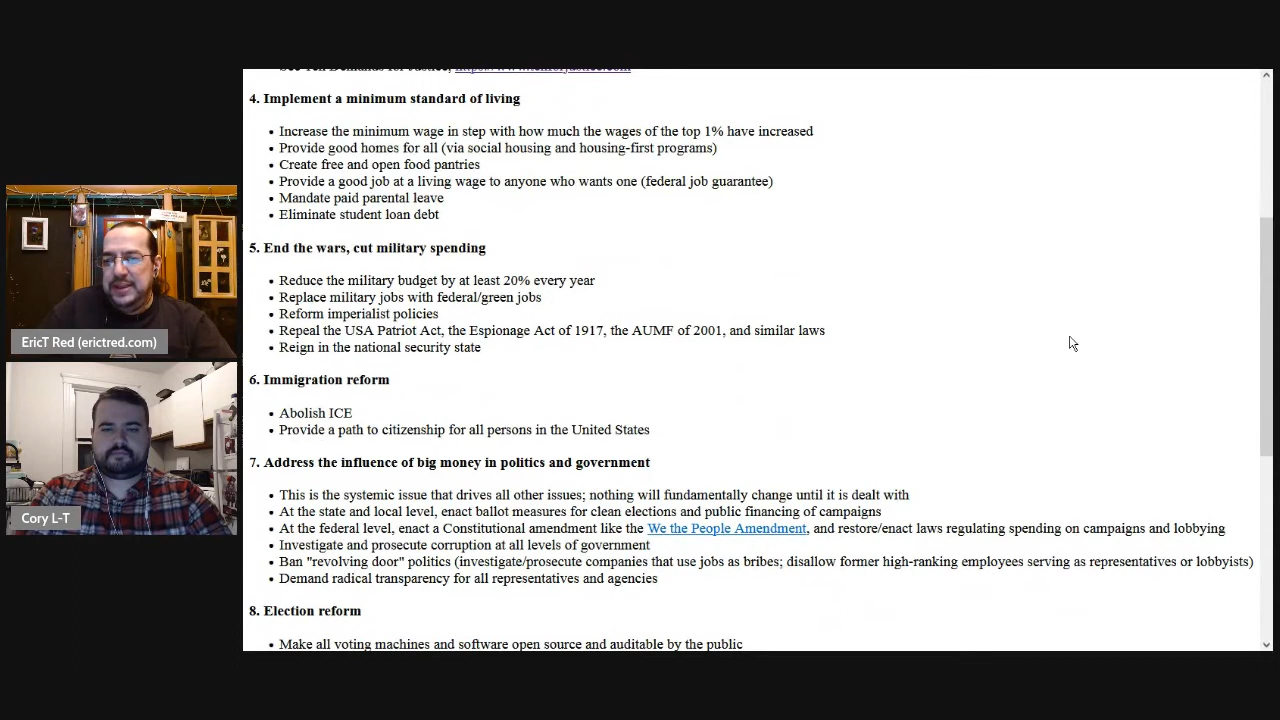 See Ten Demands for Justice, https://www.tenforjustice.com
4. Implement a minimum standard of living
• Increase the minimum wage in step with how much the wages of the top 1% have increased
• Provide good homes for all (via social housing and housing-first programs)
• Create free and open food pantries
• Provide a good job at a living wage to anyone who wants one (federal job guarantee)
• Mandate paid parental leave
• Eliminate student loan debt
5. End the wars, cut military spending
• Reduce the military budget by at least 20% every year
• Replace military jobs with federal/green jobs
• Reform imperialist policies
• Repeal the USA Patriot Act, the Espionage Act of 1917, the AUMF of 2001, and similar laws
• Reign in the national security state
6. Immigration reform
• Abolish ICE
• Provide a path to citizenship for all persons in the United States
7. Address the influence of big money in politics and government
• This is the systemic issue that drives all other issues; nothing will fundamentally change until it is dealt with
• At the state and local level, enact ballot measures for clean elections and public financing of campaigns
• At the federal level, enact a Constitutional amendment like the We the People Amendment, and restore/enact laws regulating spending on campaigns and lobbying
• Investigate and prosecute corruption at all levels of government
• Ban "revolving door" politics (investigate/prosecute companies that use jobs as bribes; disallow former high-ranking employees serving as representatives or lobbyists)
• Demand radical transparency for all representatives and agencies
8. Election reform
• Make all voting machines and software open source and auditable by the public
EricT Red (erictred.com)
Cory L-T